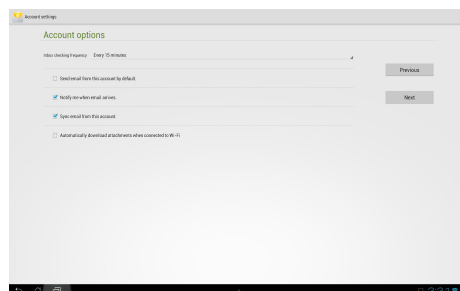 Account settings
Account options
Inbox checking frequency Every 15 minutes
Previous
Send email from this account by default.
Notify me when email arrives.
Next
Sync email from this account.
Automatically download attachments when connected to Wi-Fi